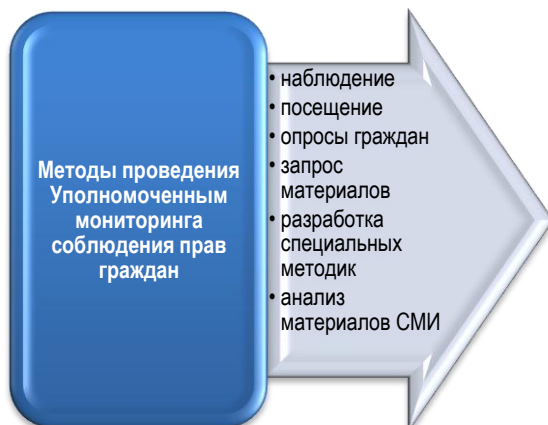 Методы проведения
Уполномоченным
мониторинга
соблюдения прав
граждан
• наблюдение
• посещение
• опросы граждан
• запрос
материалов
• разработка
специальных
методик
• анализ
материалов СМИ